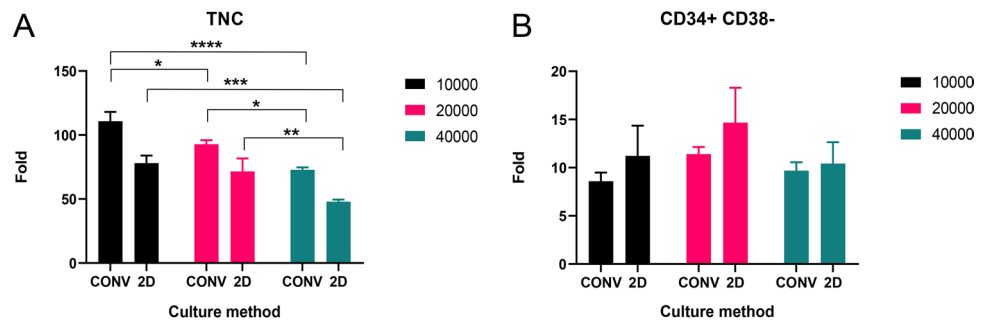 A
TNC
****
*
***
*
**
150
100
50
0
Fold
CONV 2D CONV 2D CONV 2D
Culture method
10000
20000
40000
B
CD34+ CD38-
20
15
10
5
0
Fold
CONV 2D CONV 2D CONV 2D
Culture method
10000
20000
40000